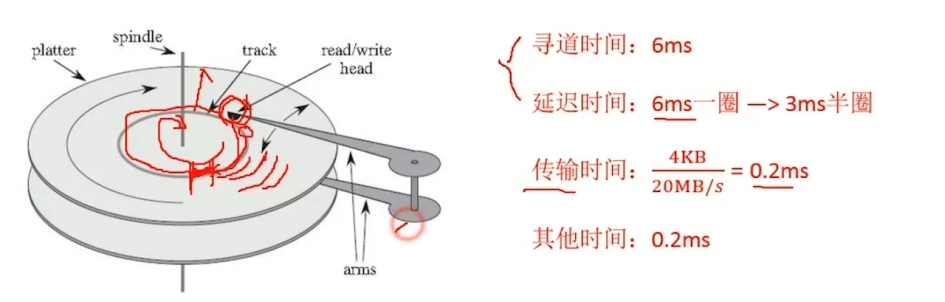 spindle
platter
track
read/write
head
arms
寻道时间：6ms
延迟时间：6ms一圈 —> 3ms半圈
传输时间：4KB/20MB/s = 0.2ms
其他时间：0.2ms